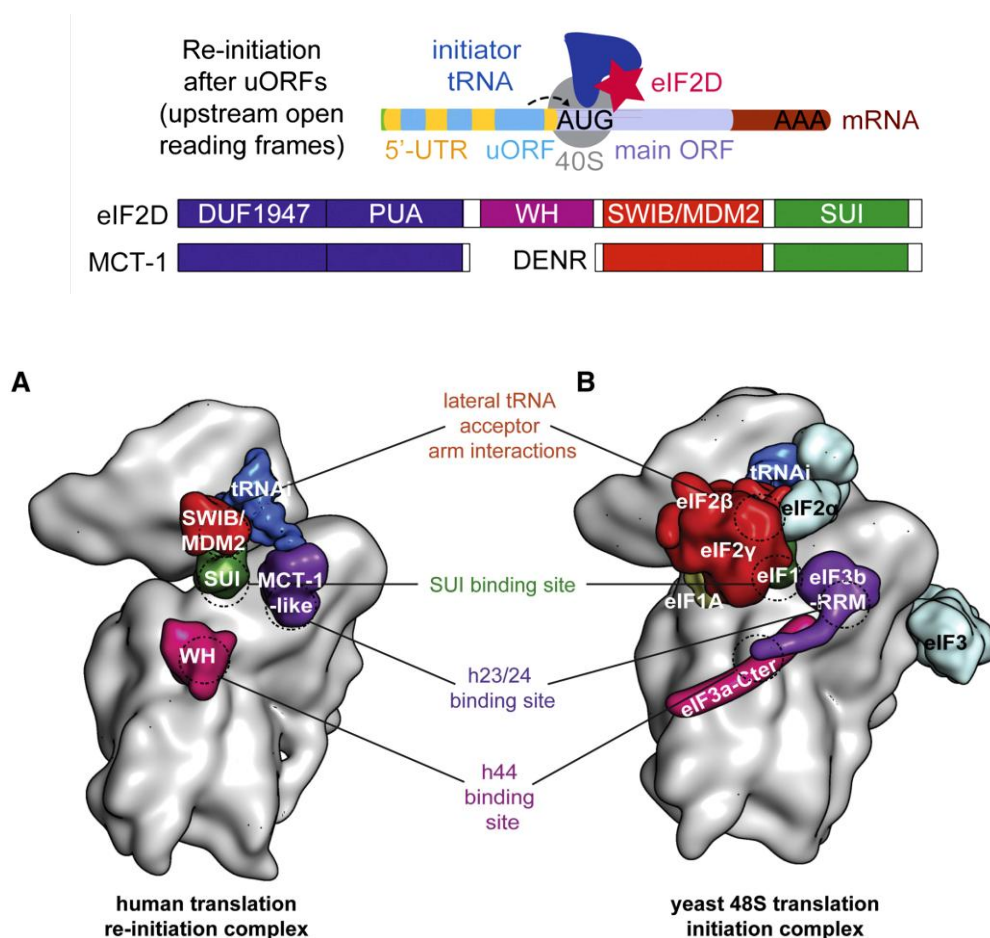 Re-initiation
after uORFs
(upstream open
reading frames)
initiator
tRNA
eIF2D
AUG
AAA
mRNA
5'-UTR
uORF
40S
main ORF
eIF2D
DUF1947
PUA
WH
SWIB/MDM2
SUI
MCT-1
DENR
A
B
lateral tRNA
acceptor
arm interactions
tRNAi
SWIB/
MDM2
SUI
MCT-1
-like
WH
SUI binding site
h23/24
binding site
h44
binding
site
tRNAi
eIF2β
eIF2α
eIF2γ
eIF1
eIF1A
eIF3b
-RRM
eIF3
eIF3a-Cter
human translation
re-initiation complex
yeast 48S translation
initiation complex